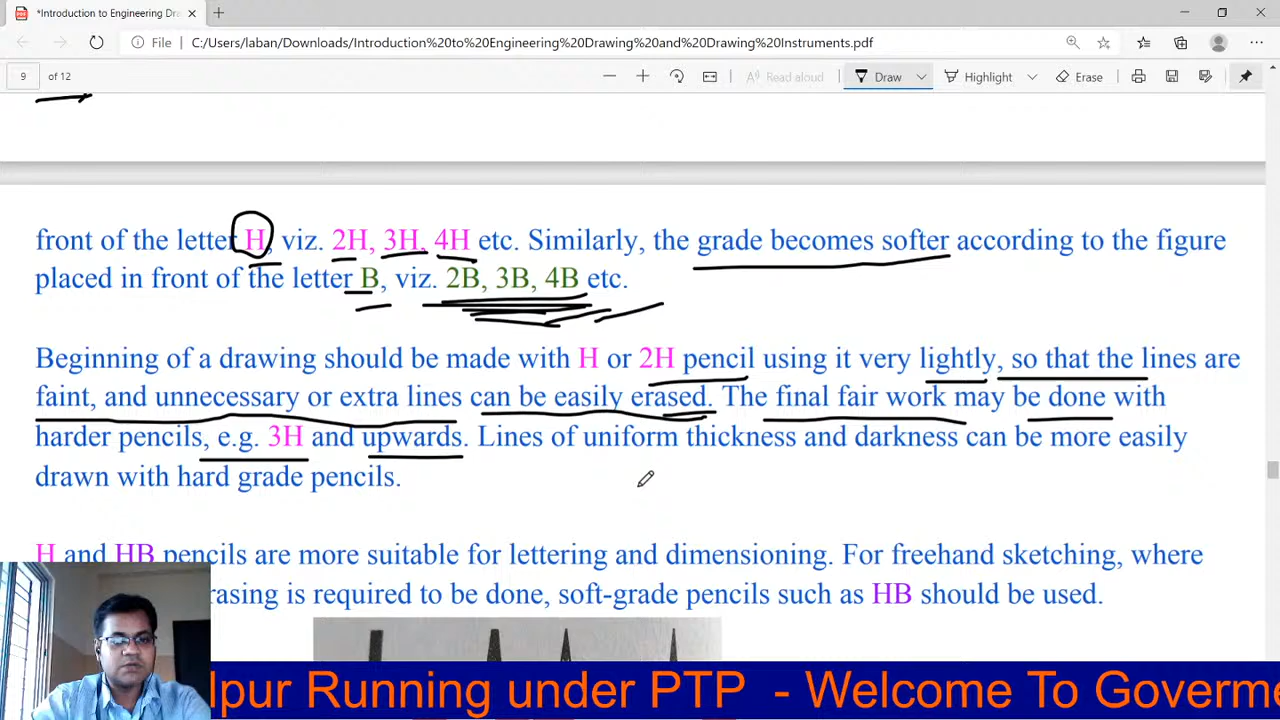 *Introduction to Engineering Dra
File
C:/Users/laban/Downloads/Introduction%20to%20Engineering%20Drawing%20and%20Drawing%20Instruments.pdf
9 of 12
Read aloud
Draw
Highlight
Erase
front of the letter H, viz. 2H, 3H, 4H etc. Similarly, the grade becomes softer according to the figure
placed in front of the letter B, viz. 2B, 3B, 4B etc.
Beginning of a drawing should be made with H or 2H pencil using it very lightly, so that the lines are
faint, and unnecessary or extra lines can be easily erased. The final fair work may be done with
harder pencils, e.g. 3H and upwards. Lines of uniform thickness and darkness can be more easily
drawn with hard grade pencils.
H and HB pencils are more suitable for lettering and dimensioning. For freehand sketching, where
rasing is required to be done, soft-grade pencils such as HB should be used.
lpur Running under PTP - Welcome To Goverme